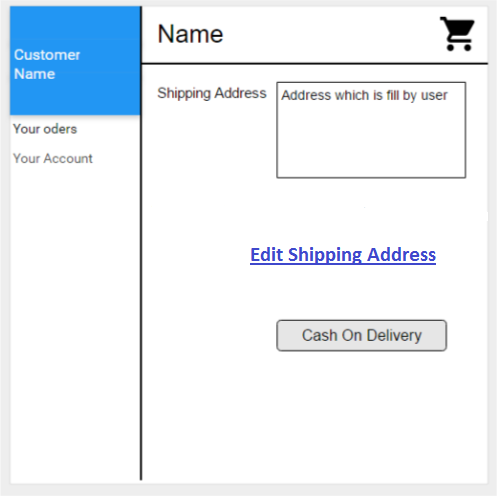 Customer
Name
Your oders
Your Account
Name
Shipping Address
Address which is fill by user
Edit Shipping Address
Cash On Delivery